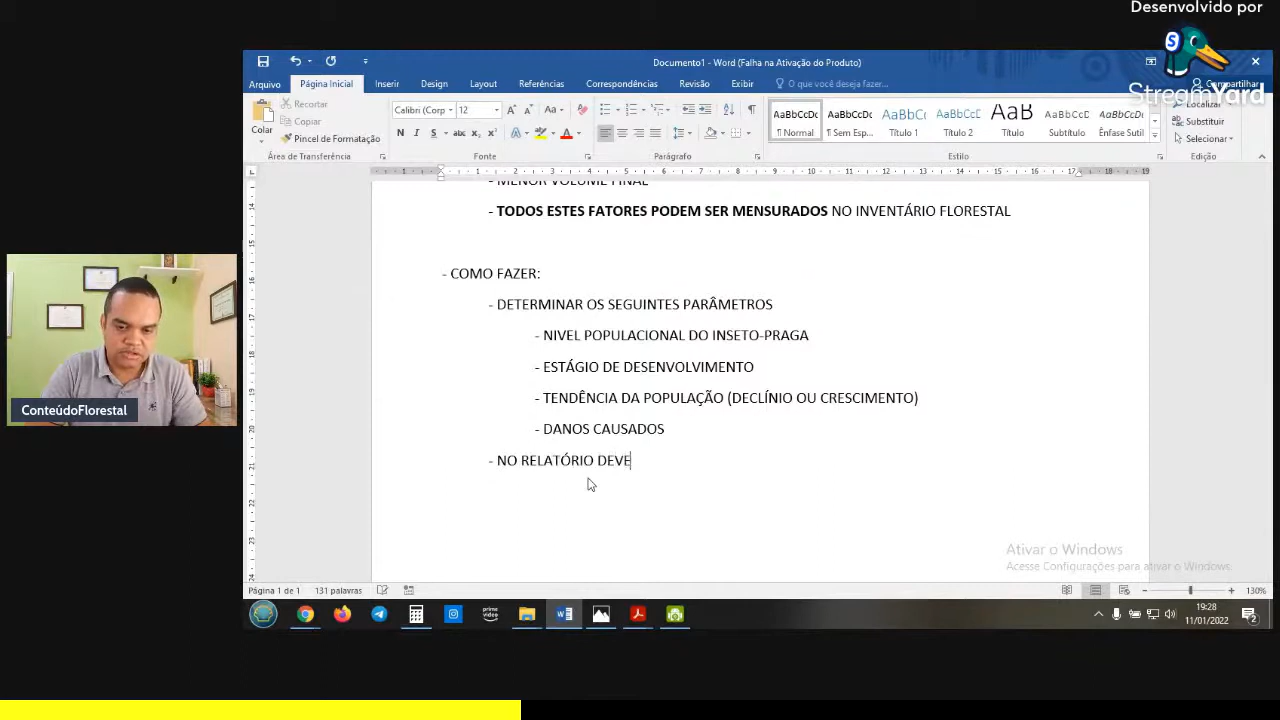 Desenvolvido por
StreamYard
Documento1 - Word (Falha na Ativação do Produto)
Arquivo Página Inicial Inserir Design Layout Referências Correspondências Revisão Exibir O que você deseja fazer... Compartilhar
Colar Recortar Copiar Pincel de Formatação
Calibri (Corp 12
AaBbCcDc AaBbCcDc AaBbCc AaBbCcC AaB AaBbCcC AaBbCcDc
¶ Normal ¶ Sem Esp... Título 1 Título 2 Título Subtítulo Ênfase Sutil
Localizar
Substituir
Selecionar
Área de Transferência Fonte Parágrafo Estilo Edição
- MENOR VOLUME FINAL
- TODOS ESTES FATORES PODEM SER MENSURADOS NO INVENTÁRIO FLORESTAL
- COMO FAZER:
- DETERMINAR OS SEGUINTES PARÂMETROS
- NIVEL POPULACIONAL DO INSETO-PRAGA
- ESTÁGIO DE DESENVOLVIMENTO
- TENDÊNCIA DA POPULAÇÃO (DECLÍNIO OU CRESCIMENTO)
- DANOS CAUSADOS
- NO RELATÓRIO DEVE
ConteúdoFlorestal
Ativar o Windows
Acesse Configurações para ativar o Windows.
Página 1 de 1 131 palavras 130%
prime video
19:28
11/01/2022
2